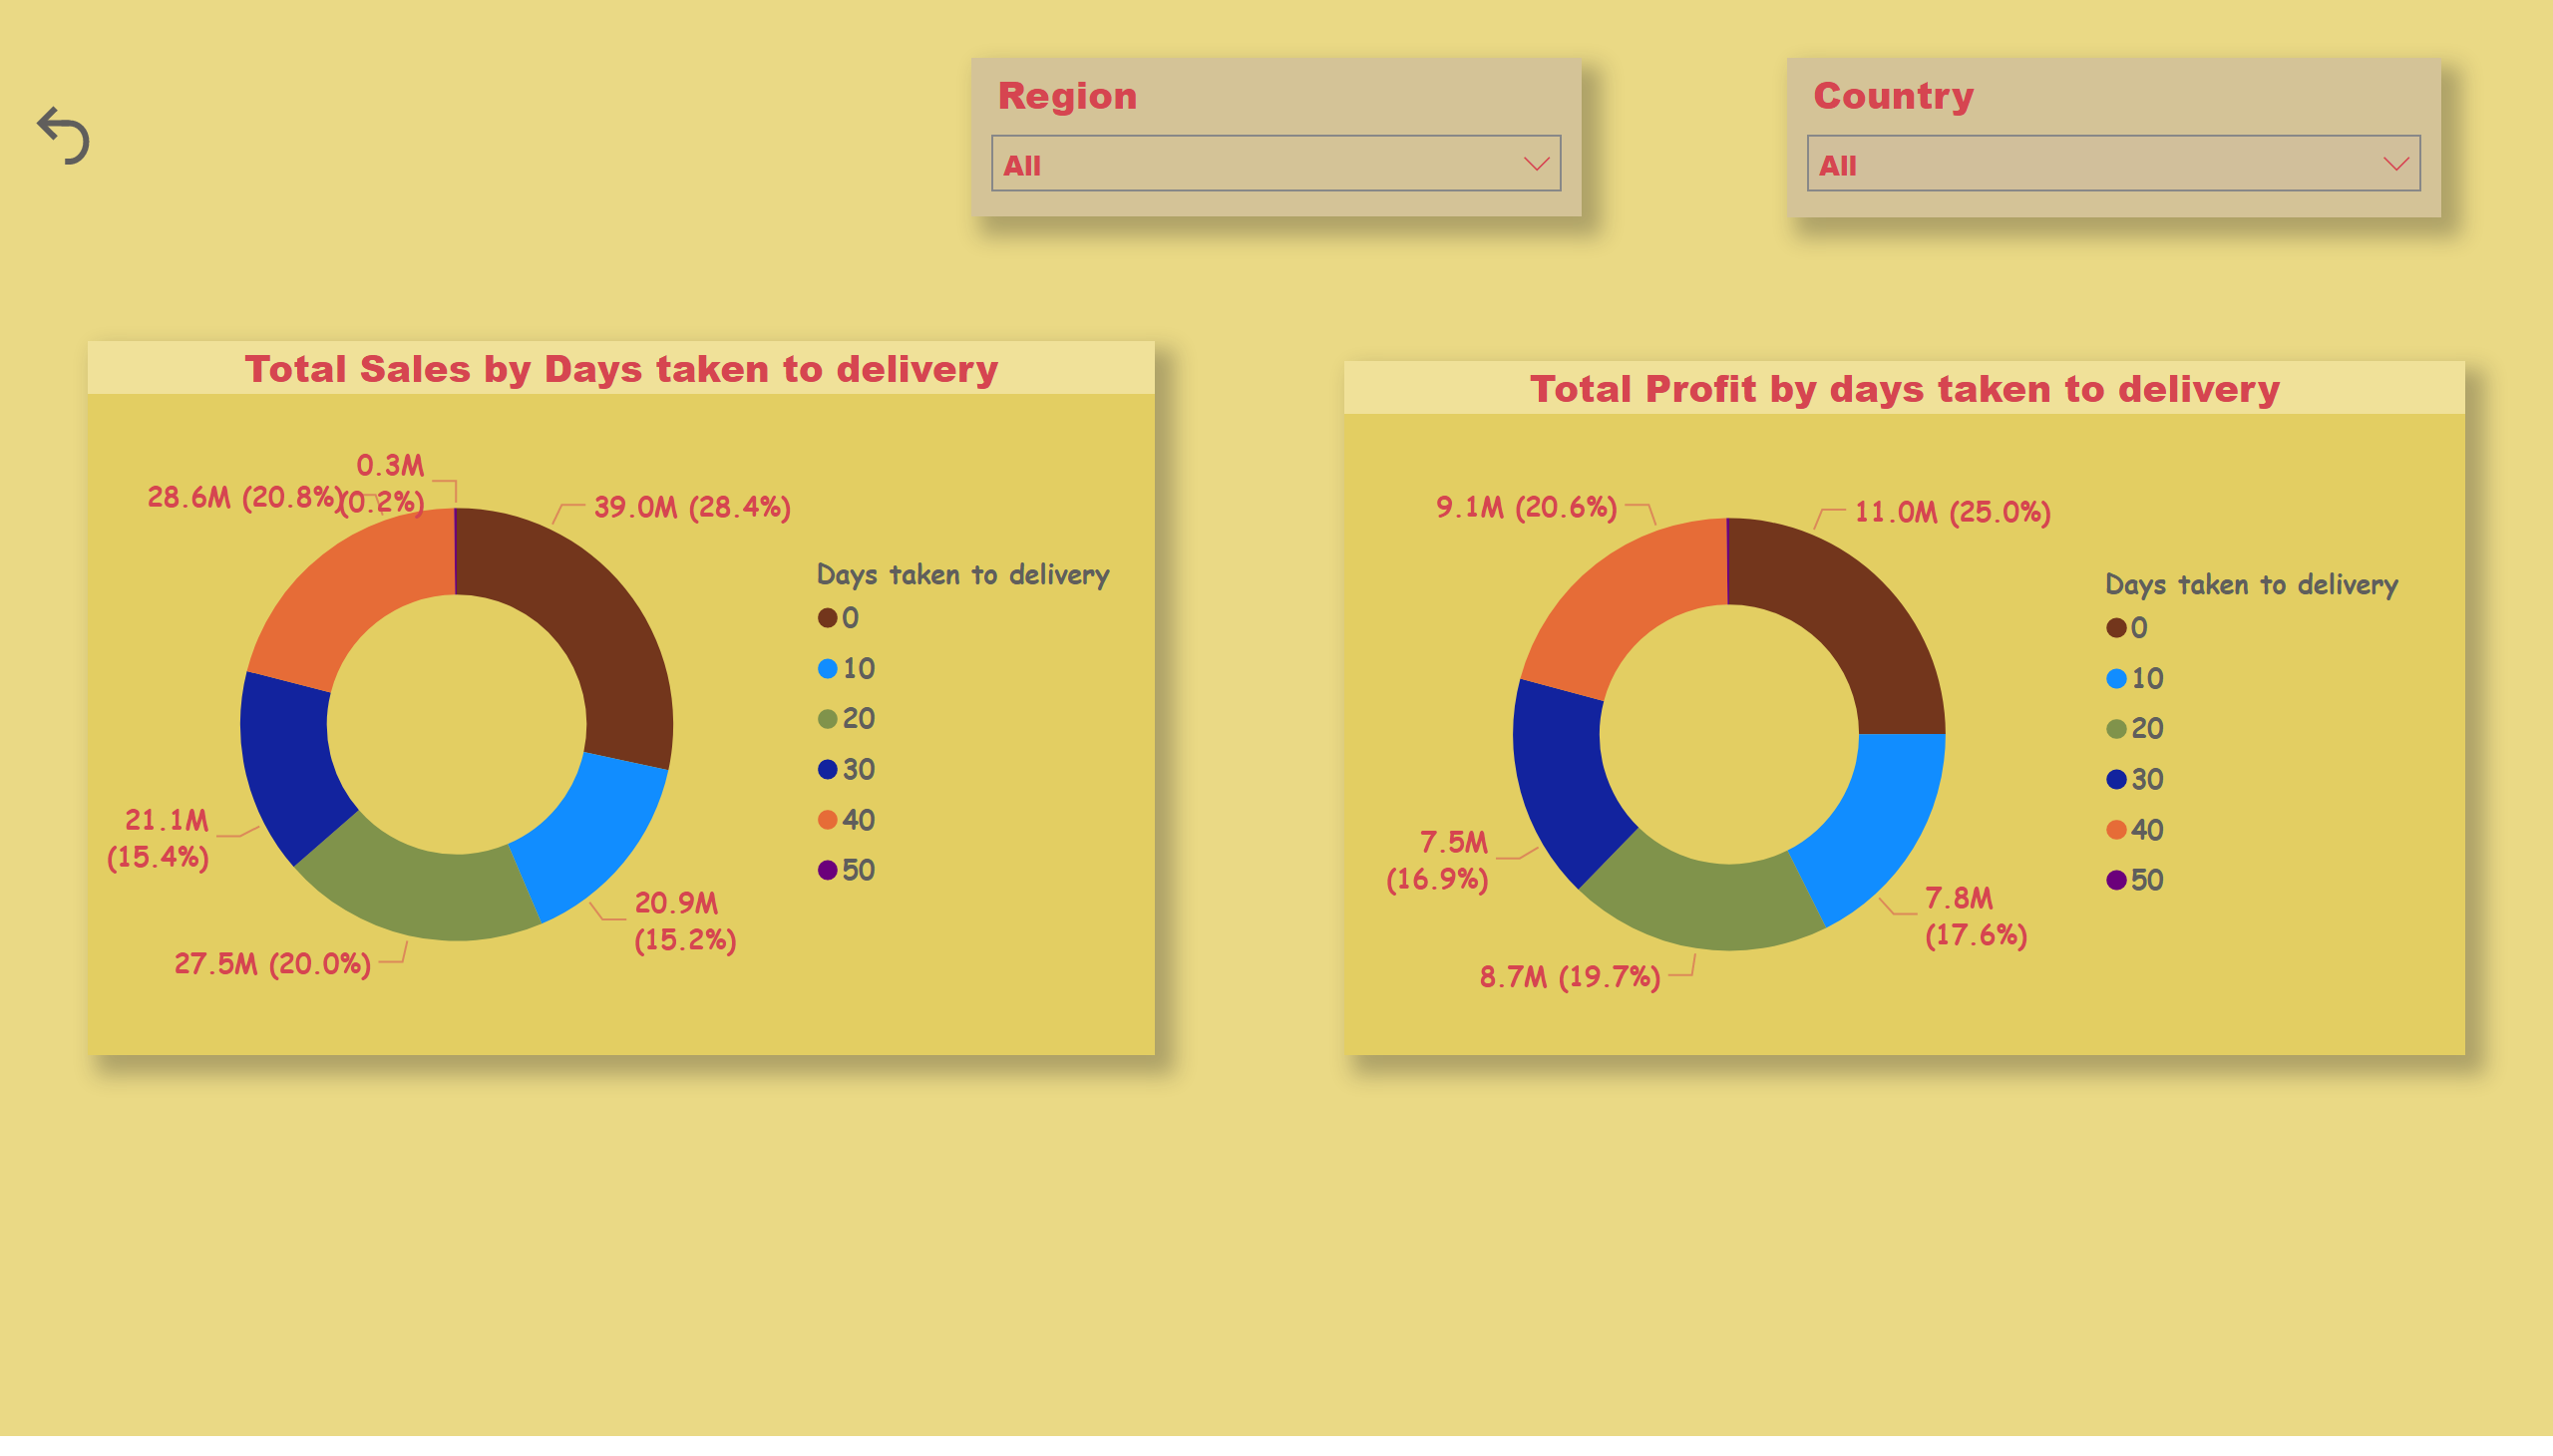 Region
All
Country
All
Total Sales by Days taken to delivery
0.3M
(0.2%)
28.6M (20.8%)
39.0M (28.4%)
21.1M
(15.4%)
20.9M
(15.2%)
27.5M (20.0%)
Days taken to delivery
0
10
20
30
40
50
Total Profit by days taken to delivery
9.1M (20.6%)
11.0M (25.0%)
7.5M
(16.9%)
7.8M
(17.6%)
8.7M (19.7%)
Days taken to delivery
0
10
20
30
40
50